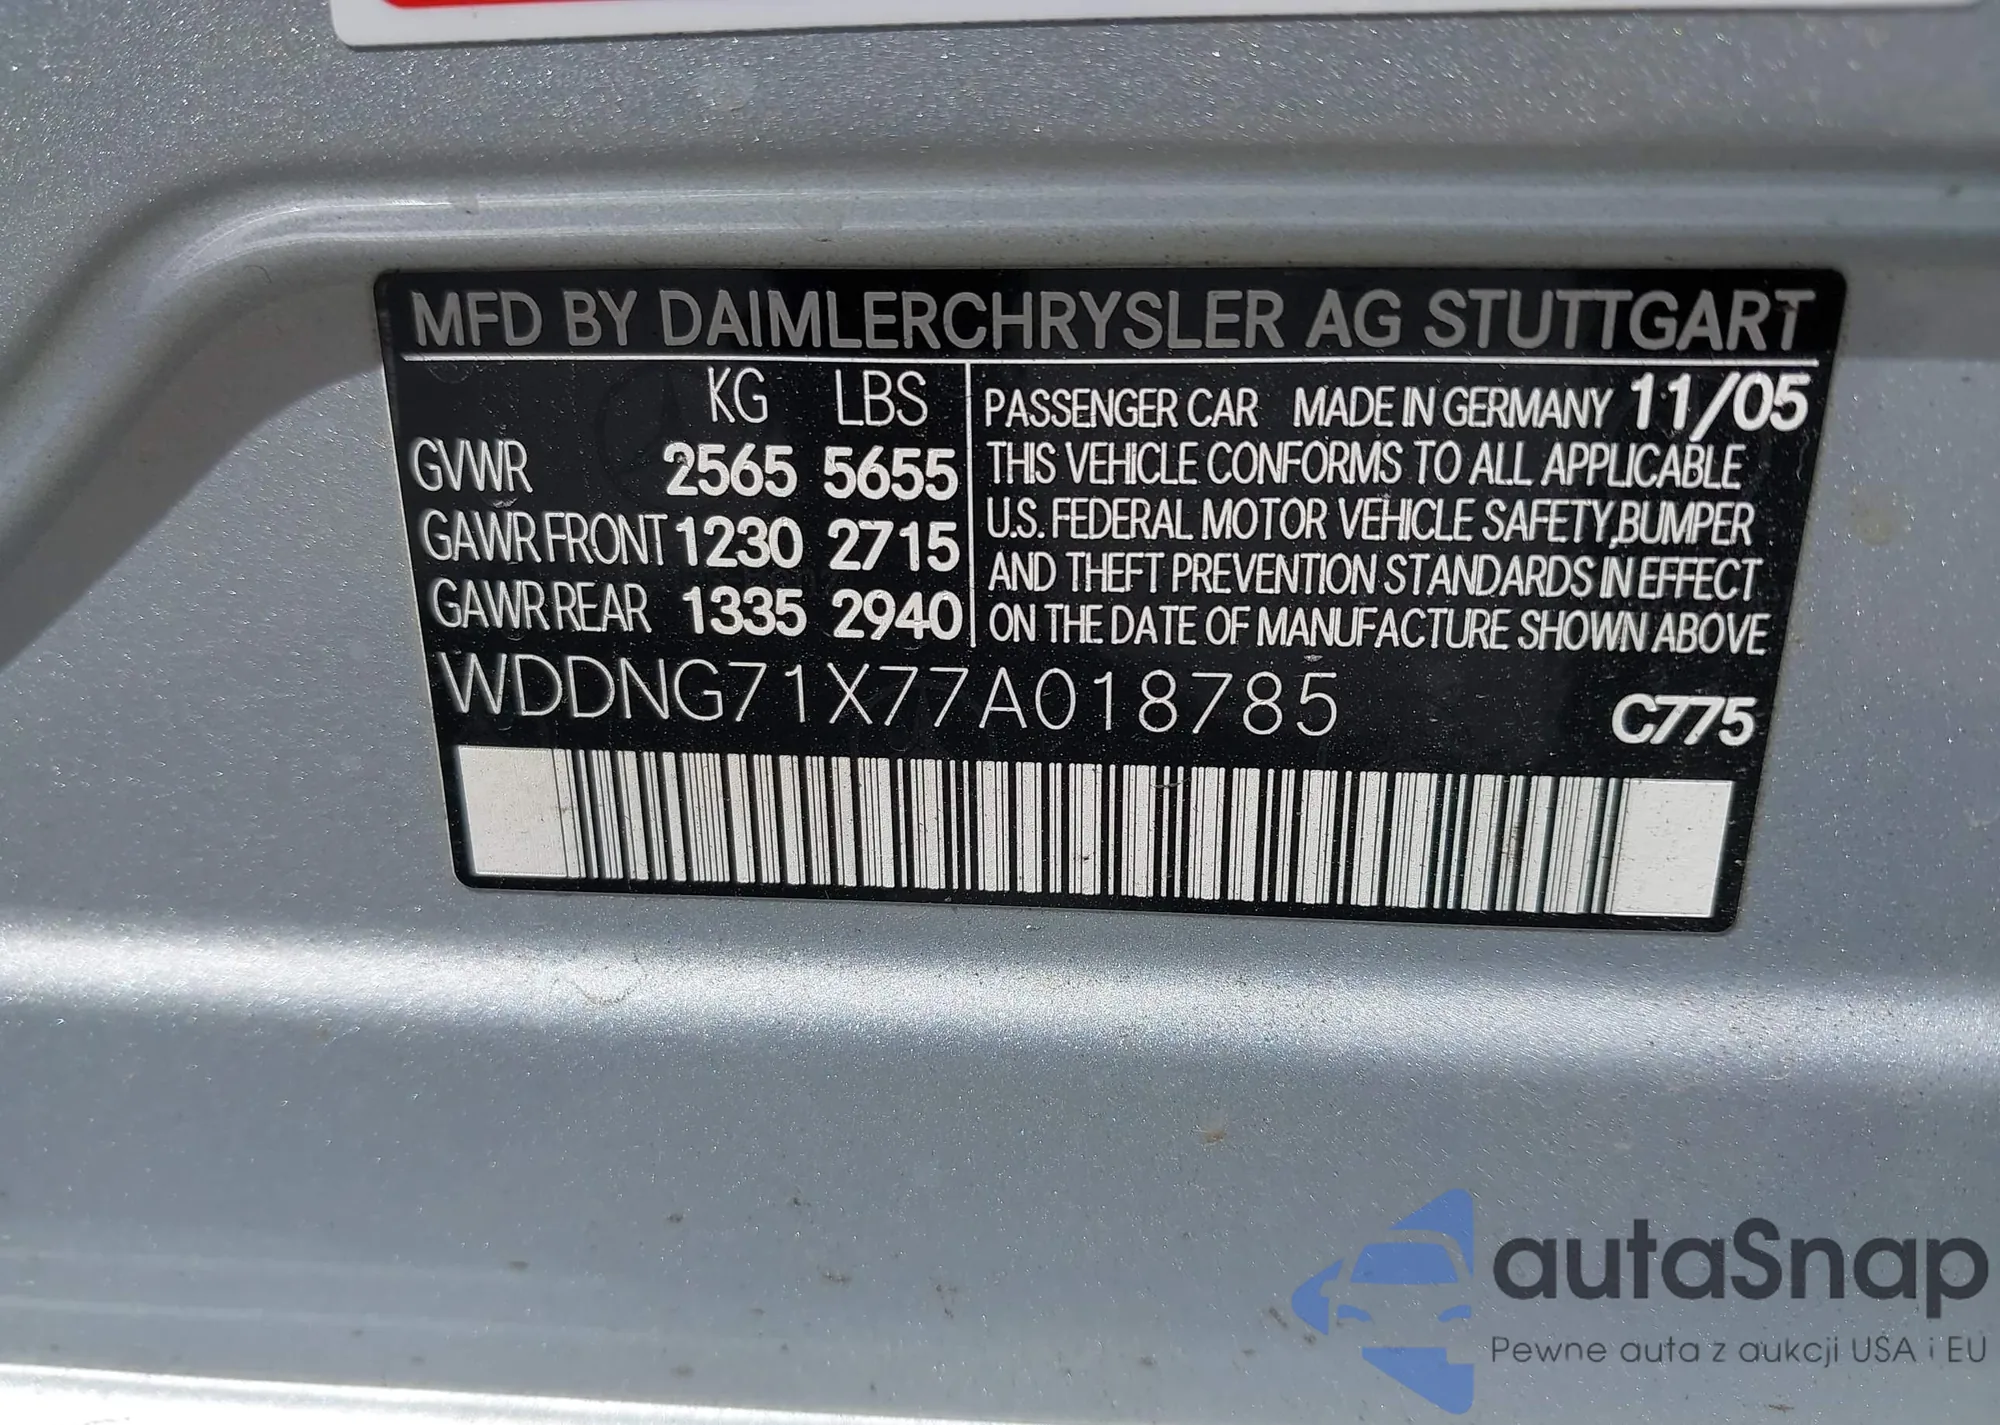 MFD BY DAIMLERCHRYSLER AG STUTTGART
KG LBS
GVWR 2565 5655
GAWR FRONT 1230 2715
GAWR REAR 1335 2940
PASSENGER CAR MADE IN GERMANY 11/05
THIS VEHICLE CONFORMS TO ALL APPLICABLE
U.S. FEDERAL MOTOR VEHICLE SAFETY, BUMPER
AND THEFT PREVENTION STANDARDS IN EFFECT
ON THE DATE OF MANUFACTURE SHOWN ABOVE
WDDNG71X77A018785
C775
autaSnap
Pewne auta z aukcji USA i EU